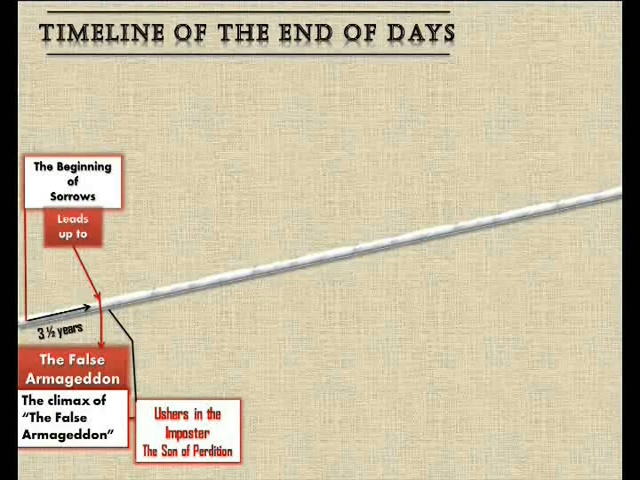 TIMELINE OF THE END OF DAYS
The Beginning
of
Sorrows
Leads
up to
3 ½ years
The False
Armageddon
The climax of
“The False
Armageddon”
Ushers in the
Imposter
The Son of Perdition